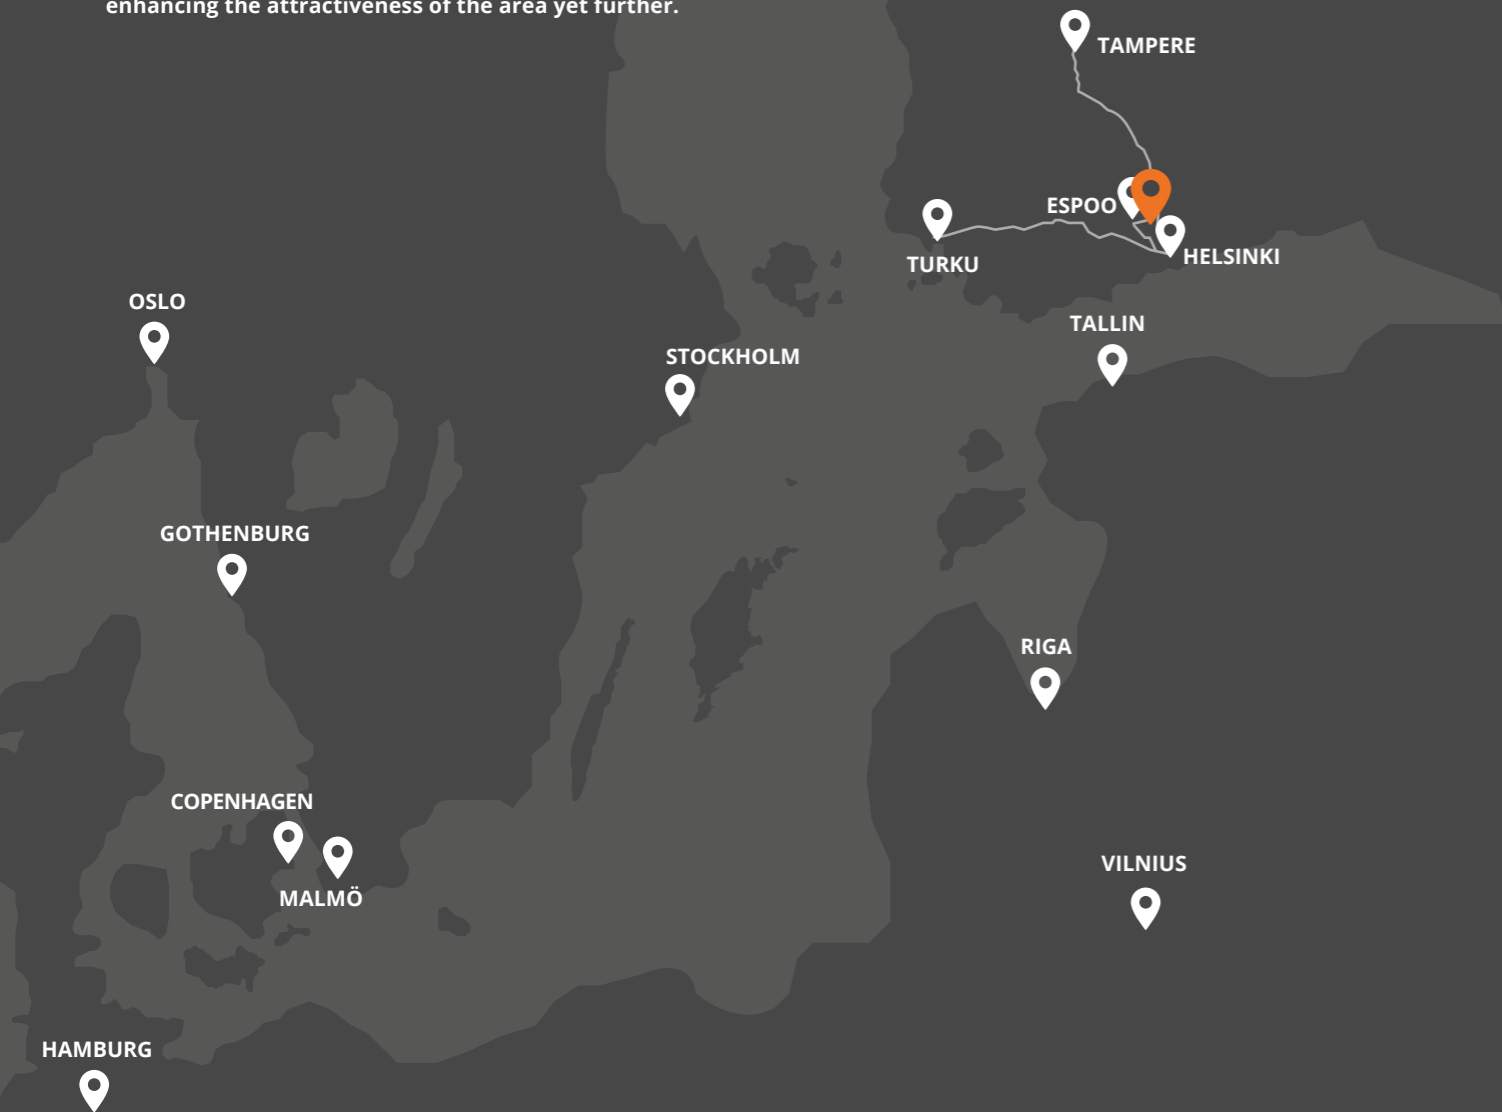 enhancing the attractiveness of the area yet further.
TAMPERE
ESPOO
HELSINKI
TURKU
OSLO
TALLIN
STOCKHOLM
GOTHENBURG
RIGA
COPENHAGEN
MALMÖ
VILNIUS
HAMBURG